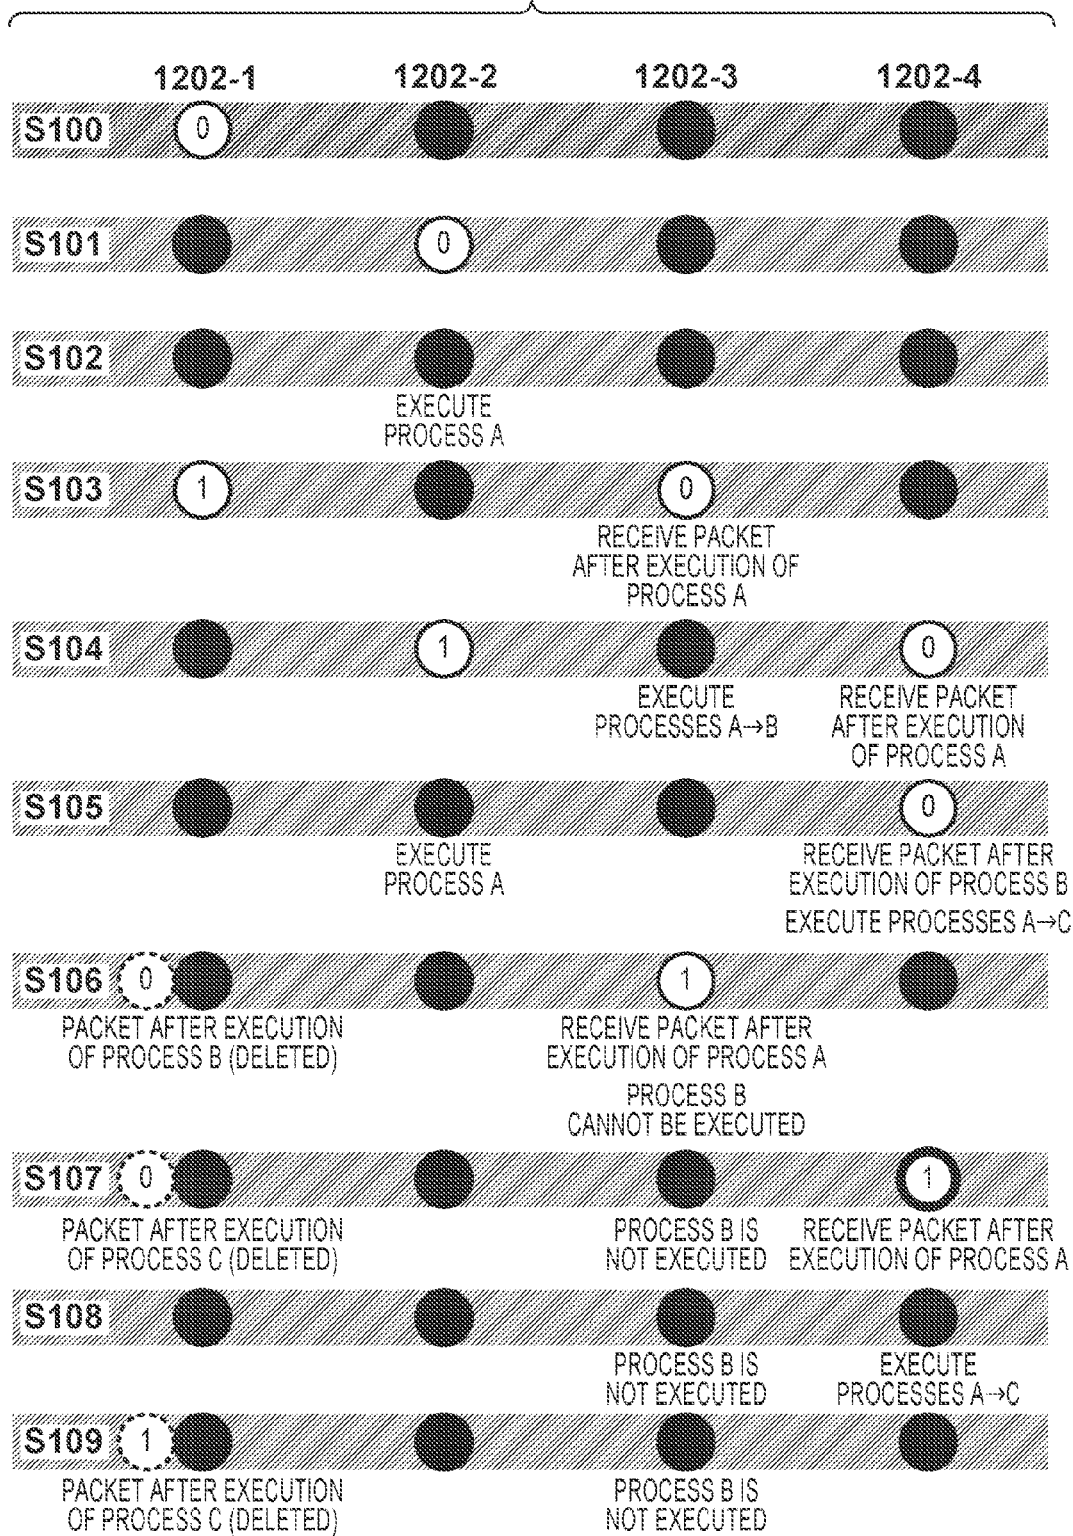 1202-1 1202-2 1202-3 1202-4
S100 0
S101 0
S102
EXECUTE
PROCESS A
S103 1 0
RECEIVE PACKET
AFTER EXECUTION OF
PROCESS A
S104 1 0
EXECUTE
PROCESSES A→B
RECEIVE PACKET
AFTER EXECUTION
OF PROCESS A
S105 0
EXECUTE
PROCESS A
RECEIVE PACKET AFTER
EXECUTION OF PROCESS B
EXECUTE PROCESSES A→C
S106 0 1
PACKET AFTER EXECUTION
OF PROCESS B (DELETED)
RECEIVE PACKET AFTER
EXECUTION OF PROCESS A
PROCESS B
CANNOT BE EXECUTED
S107 0 1
PACKET AFTER EXECUTION
OF PROCESS C (DELETED)
PROCESS B IS
NOT EXECUTED
RECEIVE PACKET AFTER
EXECUTION OF PROCESS A
S108
PROCESS B IS
NOT EXECUTED
EXECUTE
PROCESSES A→C
S109 1
PACKET AFTER EXECUTION
OF PROCESS C (DELETED)
PROCESS B IS
NOT EXECUTED